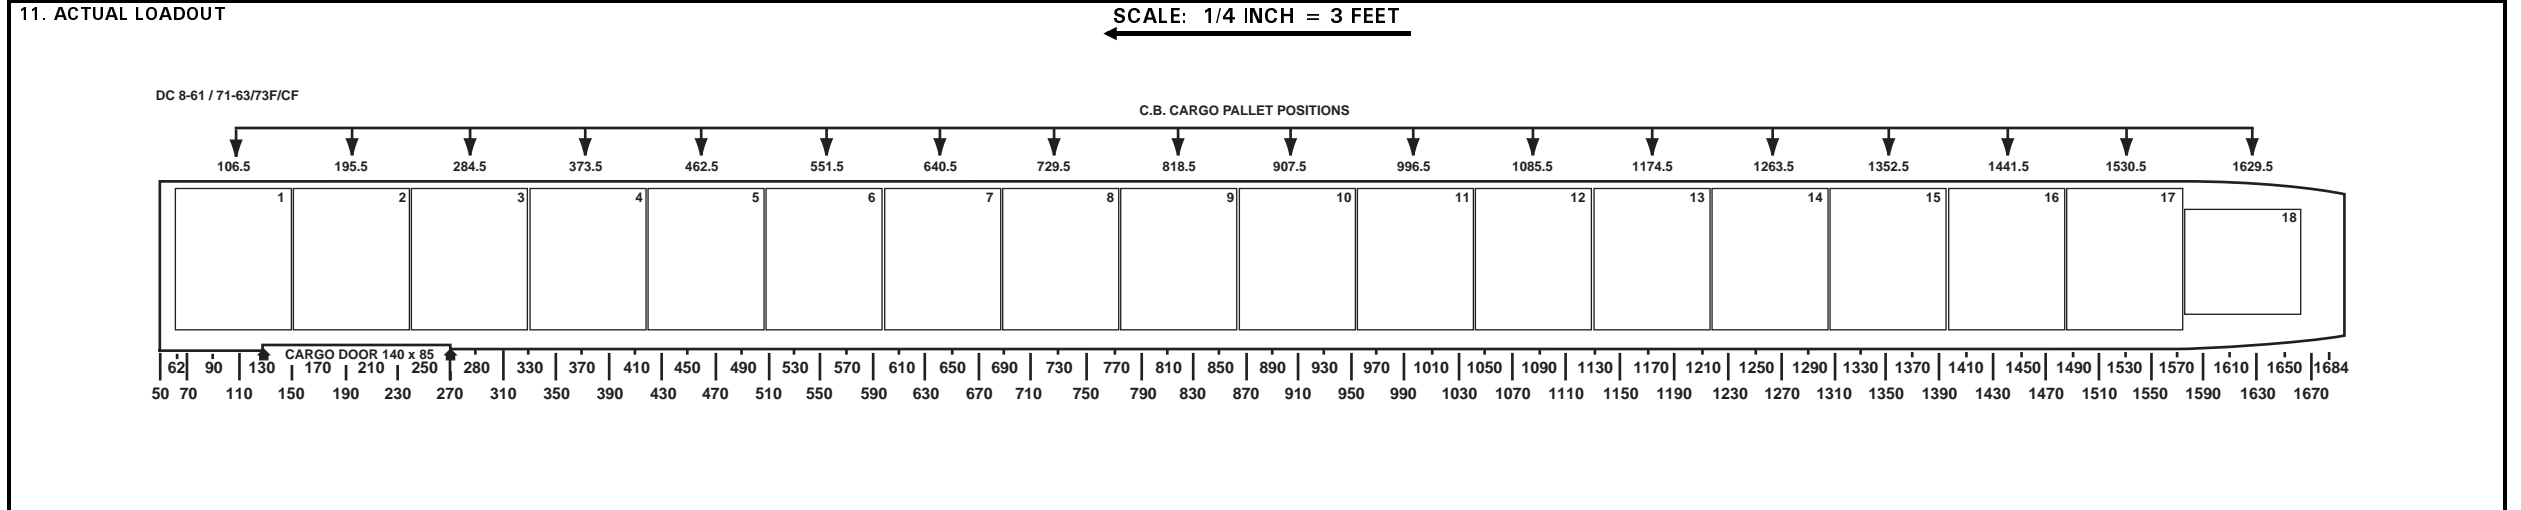 11. ACTUAL LOADOUT
SCALE: 1/4 INCH = 3 FEET
DC 8-61 / 71-63/73F/CF
C.B. CARGO PALLET POSITIONS
106.5 195.5 284.5 373.5 462.5 551.5 640.5 729.5 818.5 907.5 996.5 1085.5 1174.5 1263.5 1352.5 1441.5 1530.5 1629.5
1 2 3 4 5 6 7 8 9 10 11 12 13 14 15 16 17
18
CARGO DOOR 140 x 85
62 90 130 170 210 250 280 330 370 410 450 490 530 570 610 650 690 730 770 810 850 890 930 970 1010 1050 1090 1130 1170 1210 1250 1290 1330 1370 1410 1450 1490 1530 1570 1610 1650 1684
50 70 110 150 190 230 270 310 350 390 430 470 510 550 590 630 670 710 750 790 830 870 910 950 990 1030 1070 1110 1150 1190 1230 1270 1310 1350 1390 1430 1470 1510 1550 1590 1630 1670